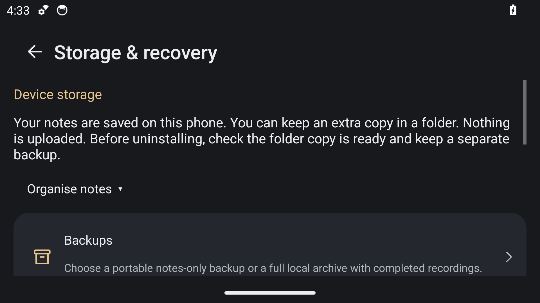 4:33
Storage & recovery
Device storage
Your notes are saved on this phone. You can keep an extra copy in a folder. Nothing
is uploaded. Before uninstalling, check the folder copy is ready and keep a separate
backup.
Organise notes
Backups
Choose a portable notes-only backup or a full local archive with completed recordings.